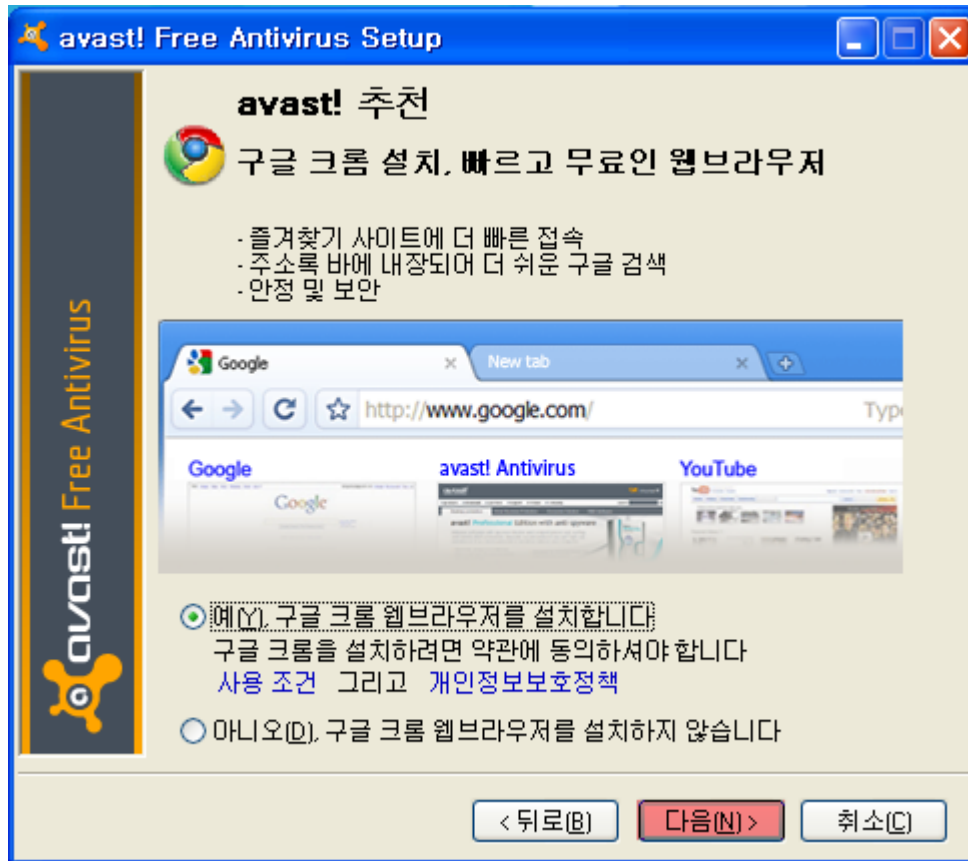 avast! Free Antivirus Setup
avast! 추천
구글 크롬 설치, 빠르고 무료인 웹브라우저
- 즐겨찾기 사이트에 더 빠른 접속
- 주소록 바에 내장되어 더 쉬운 구글 검색
- 안정 및 보안
avast! Free Antivirus
Google
New tab
http://www.google.com/
Typ
Google
avast! Antivirus
YouTube
Google
예(Y), 구글 크롬 웹브라우저를 설치합니다
구글 크롬을 설치하려면 약관에 동의하셔야 합니다
사용 조건 그리고 개인정보보호정책
아니오(D), 구글 크롬 웹브라우저를 설치하지 않습니다
< 뒤로(B)
다음(N) >
취소(C)